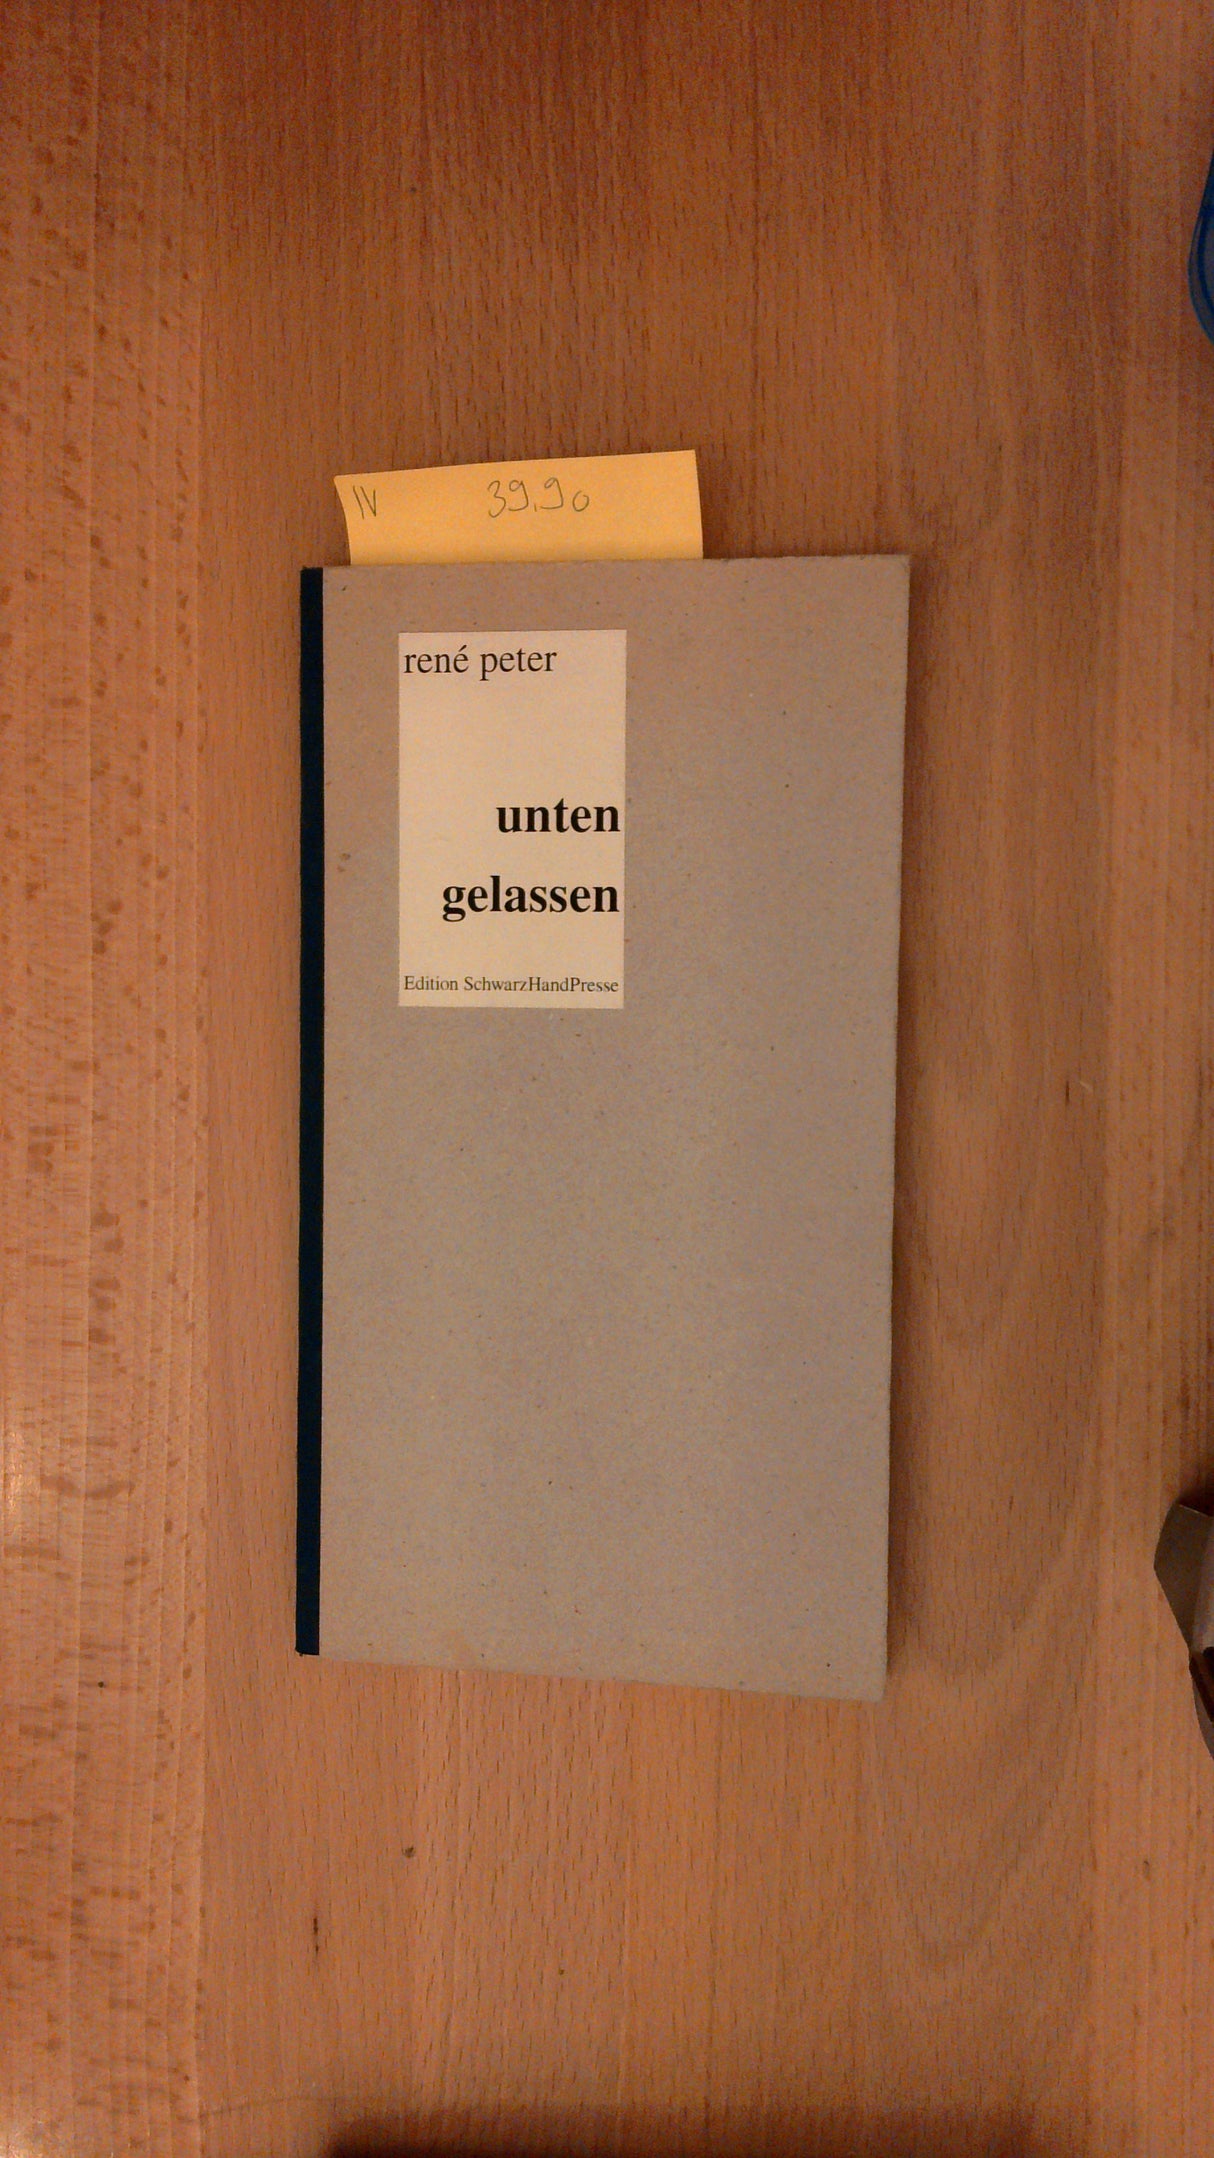 IV 39.90
rené peter
unten
gelassen
Edition SchwarzHandPresse